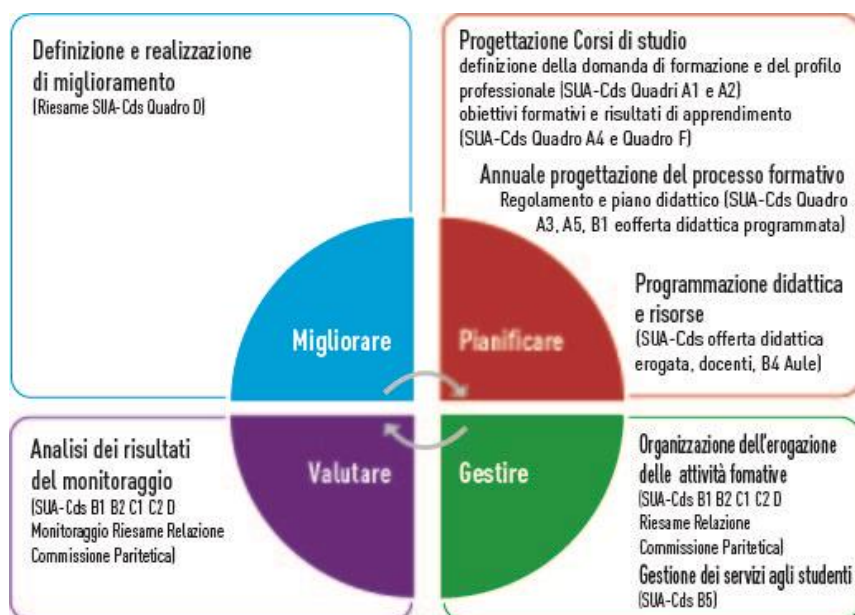 Definizione e realizzazione
di miglioramento
(Riesame SUA-Cds Quadro D)
Progettazione Corsi di studio
definizione della domanda di formazione e del profilo
professionale (SUA-Cds Quadri A1 e A2)
obiettivi formativi e risultati di apprendimento
(SUA-Cds Quadro A4 e Quadro F)
Annuale progettazione del processo formativo
Regolamento e piano didattico (SUA-Cds Quadro
A3, A5, B1 eofferta didattica programmata)
Programmazione didattica
e risorse
(SUA-Cds offerta didattica
erogata, docenti, B4 Aule)
Migliorare
Pianificare
Valutare
Gestire
Analisi dei risultati
del monitoraggio
(SUA-Cds B1 B2 C1 C2 D
Monitoraggio Riesame Relazione
Commissione Paritetica)
Organizzazione dell'erogazione
delle attività fomative
(SUA-Cds B1 B2 C1 C2 D
Riesame Relazione
Commissione Paritetica)
Gestione dei servizi agli studenti
(SUA-Cds B5)